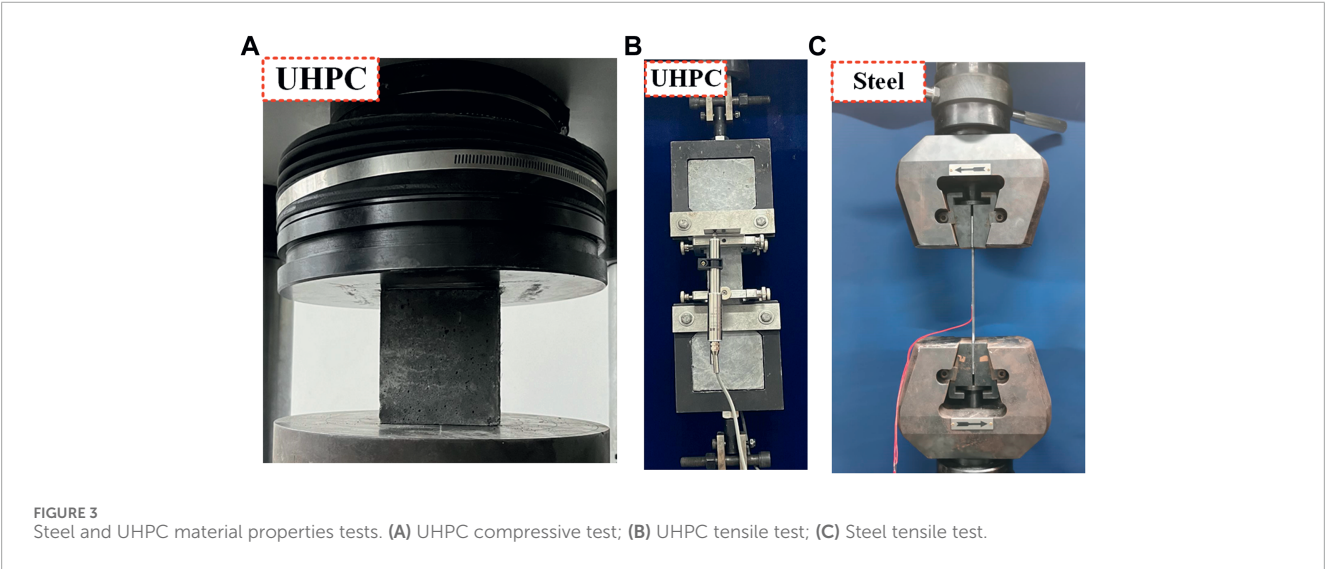 A
UHPC
B
UHPC
C
Steel
FIGURE 3
Steel and UHPC material properties tests. (A) UHPC compressive test; (B) UHPC tensile test; (C) Steel tensile test.